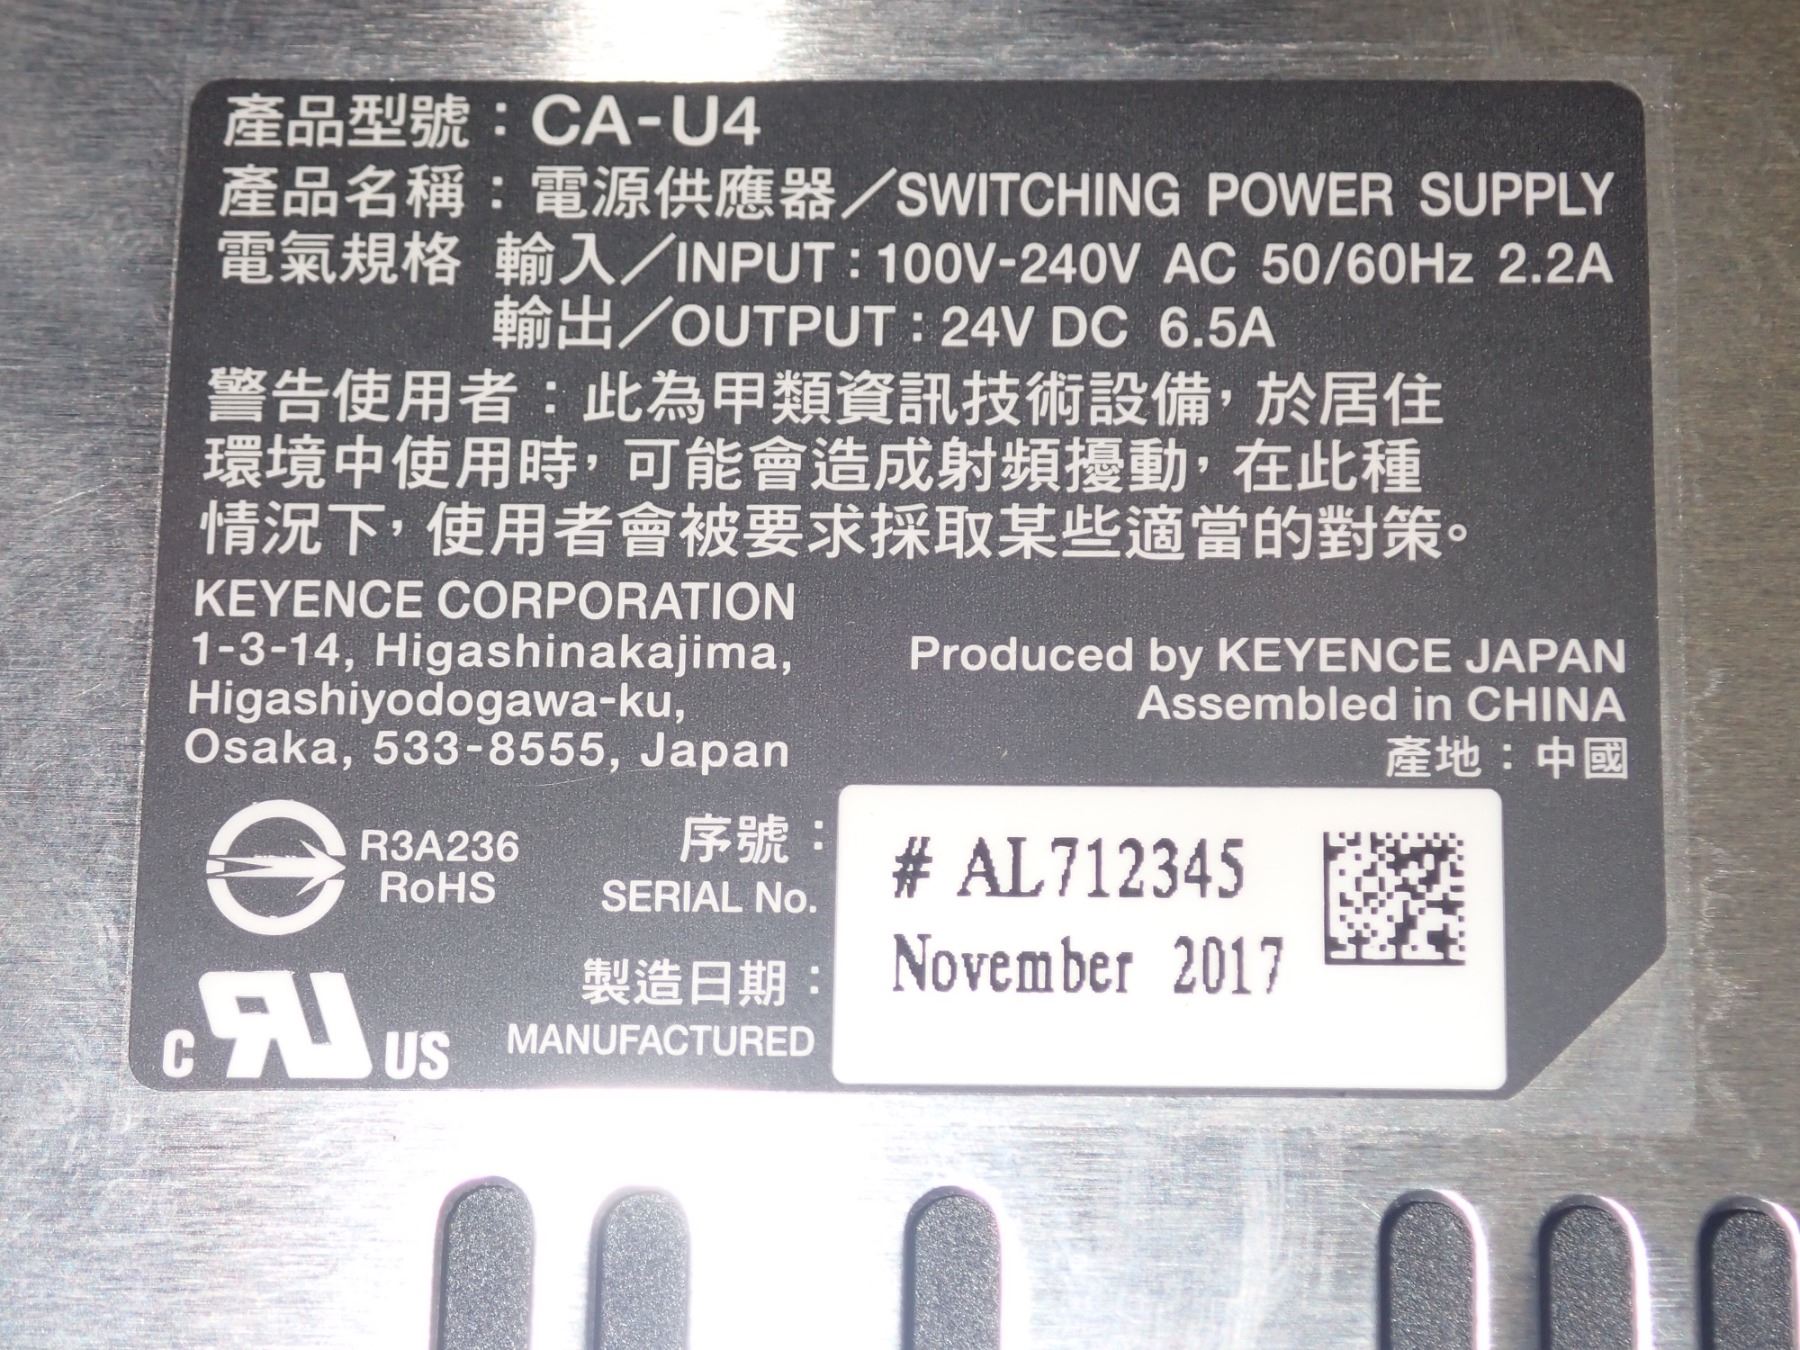 產品型號：CA-U4
產品名稱：電源供應器／SWITCHING POWER SUPPLY
電氣規格 輸入／INPUT：100V-240V AC 50/60Hz 2.2A
輸出／OUTPUT：24V DC 6.5A
警告使用者：此為甲類資訊技術設備，於居住
環境中使用時，可能會造成射頻擾動，在此種
情況下，使用者會被要求採取某些適當的對策。
KEYENCE CORPORATION
1-3-14, Higashinakajima,
Higashiyodogawa-ku,
Osaka, 533-8555, Japan
Produced by KEYENCE JAPAN
Assembled in CHINA
產地：中國
R3A236
RoHS
序號：
SERIAL No.
# AL712345
製造日期：
MANUFACTURED
November 2017
C RU US